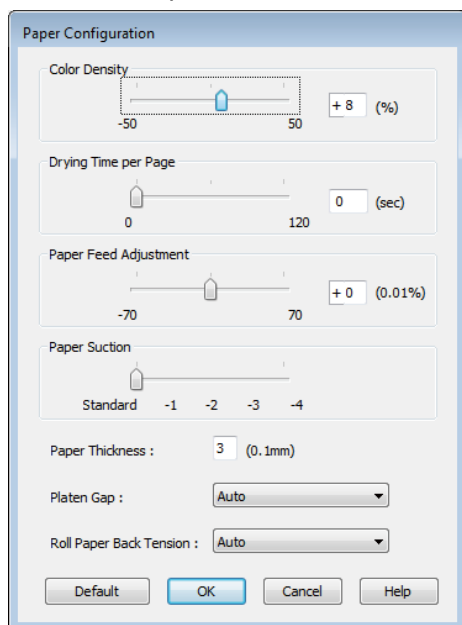 Paper Configuration
Color Density
-50 50 + 8 (%)
Drying Time per Page
0 120 0 (sec)
Paper Feed Adjustment
-70 70 + 0 (0.01%)
Paper Suction
Standard -1 -2 -3 -4
Paper Thickness : 3 (0.1mm)
Platen Gap : Auto
Roll Paper Back Tension : Auto
Default OK Cancel Help